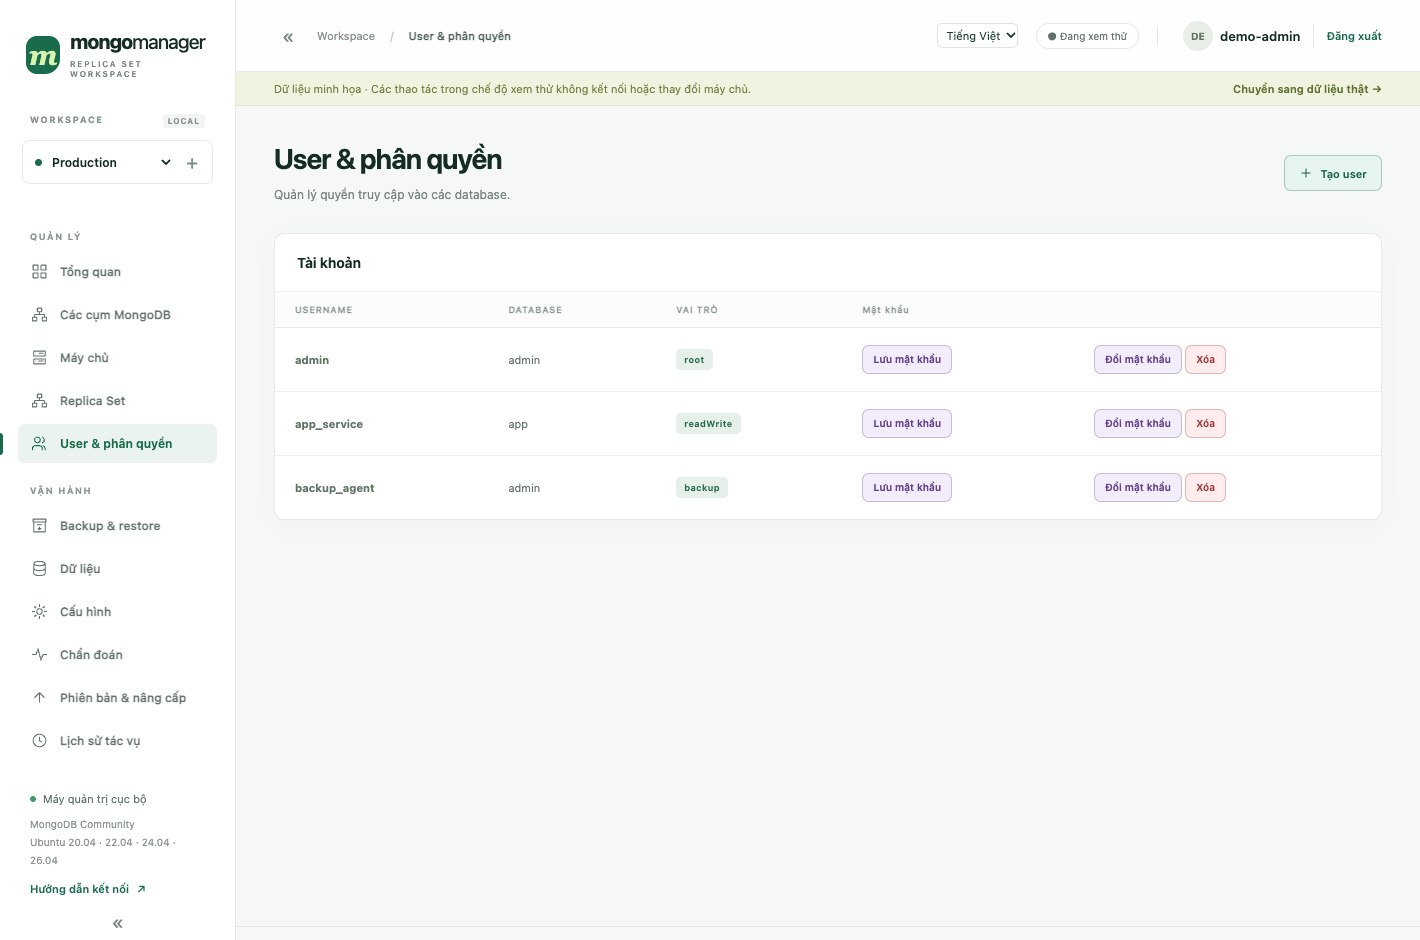 mongomanager
REPLICA SET
WORKSPACE
WORKSPACE
LOCAL
Production
QUẢN LÝ
Tổng quan
Các cụm MongoDB
Máy chủ
Replica Set
User & phân quyền
VẬN HÀNH
Backup & restore
Dữ liệu
Cấu hình
Chẩn đoán
Phiên bản & nâng cấp
Lịch sử tác vụ
Máy quản trị cục bộ
MongoDB Community
Ubuntu 20.04 · 22.04 · 24.04 ·
26.04
Hướng dẫn kết nối ↗
«
« Workspace / User & phân quyền
Tiếng Việt
Đang xem thử
DE demo-admin
Đăng xuất
Dữ liệu minh họa · Các thao tác trong chế độ xem thử không kết nối hoặc thay đổi máy chủ.
Chuyển sang dữ liệu thật →
User & phân quyền
Quản lý quyền truy cập vào các database.
+ Tạo user
Tài khoản
USERNAME DATABASE VAI TRÒ Mật khẩu
admin admin root Lưu mật khẩu Đổi mật khẩu Xóa
app_service app readWrite Lưu mật khẩu Đổi mật khẩu Xóa
backup_agent admin backup Lưu mật khẩu Đổi mật khẩu Xóa